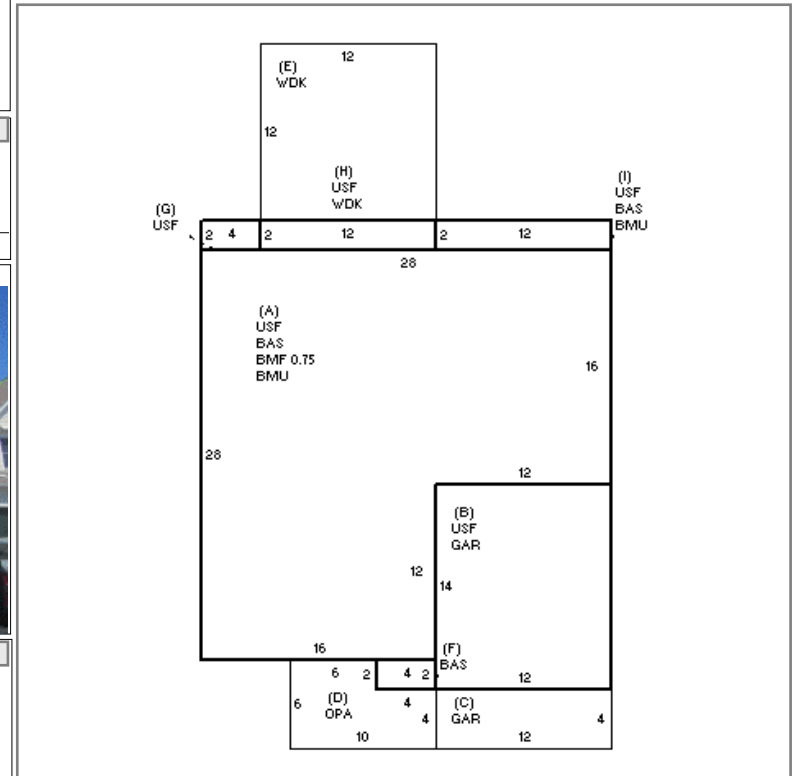 12
(E)
WDK
12
(H)
USF
WDK
(I)
USF
BAS
BMU
(G)
USF
2 4 2 12 2 12
28
(A)
USF
BAS
BMF 0.75
BMU
16
28
12
(B)
USF
GAR
12
14
16
(F)
BAS
6 2 4 2 12
6
(D)
OPA
4
4
(C)
GAR
4
10
12